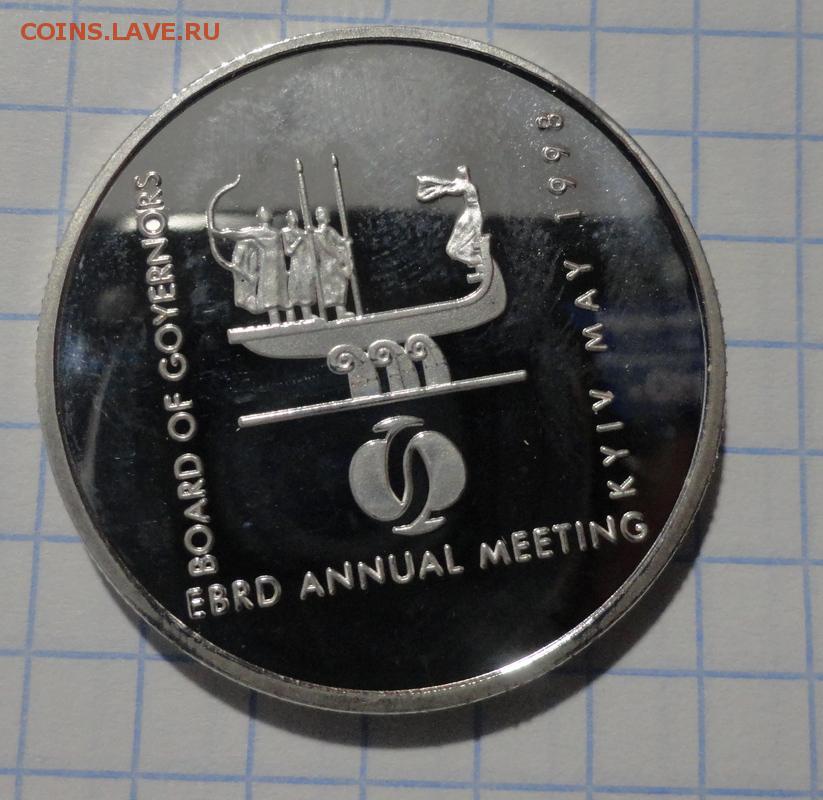 COINS.LAVE.RU
BOARD OF GOVERNORS
EBRD ANNUAL MEETING
KYIV MAY 1998